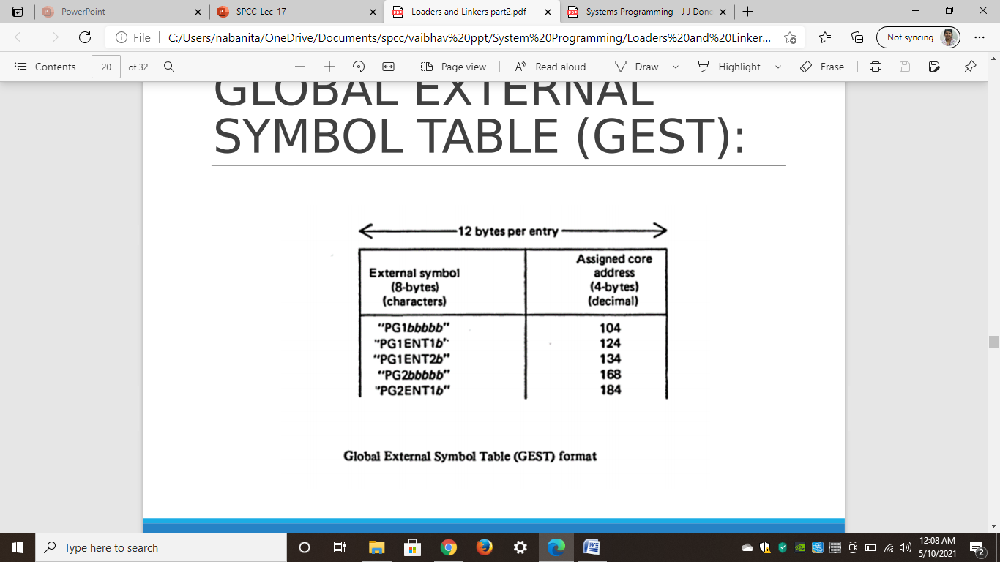 PowerPoint
SPCC-Lec-17
Loaders and Linkers part2.pdf
Systems Programming - J J Dono
File
C:/Users/nabanita/OneDrive/Documents/spcc/vaibhav%20ppt/System%20Programming/Loaders%20and%20Linker...
Not syncing
Contents
20
of 32
Page view
Read aloud
Draw
Highlight
Erase
GLOBAL EXTERNAL
SYMBOL TABLE (GEST):
12 bytes per entry
External symbol
(8-bytes)
(characters)
Assigned core
address
(4-bytes)
(decimal)
"PG1bbbbb" 104
"PG1ENT1b" 124
"PG1ENT2b" 134
"PG2bbbbb" 168
"PG2ENT1b" 184
Global External Symbol Table (GEST) format
Type here to search
12:08 AM
5/10/2021
2